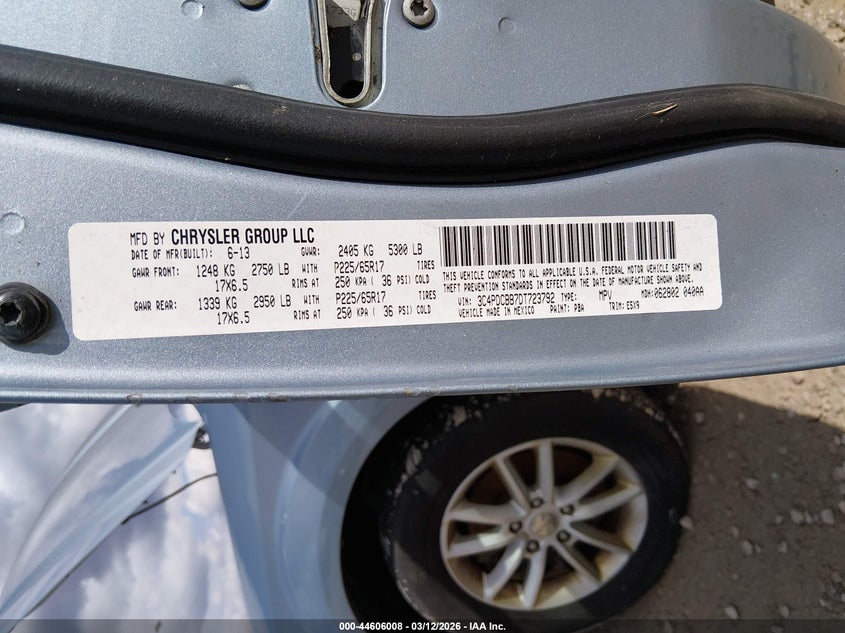 MFD BY CHRYSLER GROUP LLC
DATE OF MFR(BUILT): 6-13 GVWR: 2405 KG 5300 LB
GAWR FRONT: 1248 KG 2750 LB WITH P225/65R17 TIRES
17X6.5 RIMS AT 250 KPA ( 36 PSI) COLD
GAWR REAR: 1339 KG 2950 LB WITH P225/65R17 TIRES
17X6.5 RIMS AT 250 KPA ( 36 PSI) COLD
THIS VEHICLE CONFORMS TO ALL APPLICABLE U.S.A. FEDERAL MOTOR VEHICLE SAFETY AND
THEFT PREVENTION STANDARDS IN EFFECT ON THE DATE OF MANUFACTURE SHOWN ABOVE.
VIN: 3C4PDCBB7DT723792 TYPE: MPV MDH: 062802 040AA
VEHICLE MADE IN MEXICO PAINT: PBA TRIM: E5X9
000-44606008 - 03/12/2026 - IAA Inc.